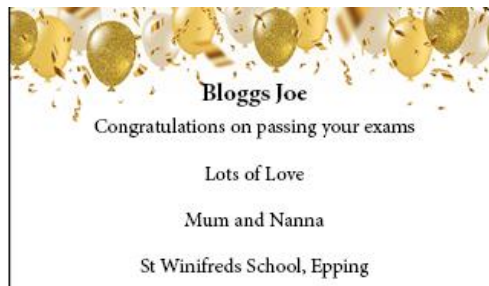 Bloggs Joe
Congratulations on passing your exams
Lots of Love
Mum and Nanna
St Winifreds School, Epping